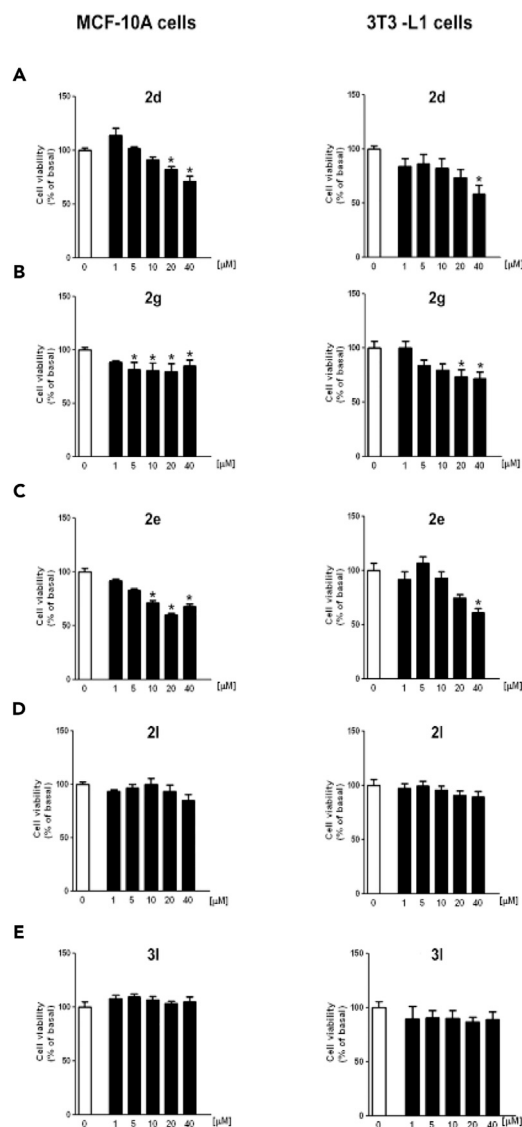 MCF-10A cells
3T3 -L1 cells
A
2d
Cell viability
(% of basal)
150
100
50
0
* *
0 1 5 10 20 40 [µM]
2d
Cell viability
(% of basal)
150
100
50
0
*
0 1 5 10 20 40 [µM]
B
2g
Cell viability
(% of basal)
150
100
50
0
* * * *
0 1 5 10 20 40 [µM]
2g
Cell viability
(% of basal)
150
100
50
0
* *
0 1 5 10 20 40 [µM]
C
2e
Cell viability
(% of basal)
150
100
50
0
* * *
0 1 5 10 20 40 [µM]
2e
Cell viability
(% of basal)
150
100
50
0
*
0 1 5 10 20 40 [µM]
D
2l
Cell viability
(% of basal)
150
100
50
0
0 1 5 10 20 40 [µM]
2l
Cell viability
(% of basal)
150
100
50
0
0 1 5 10 20 40 [µM]
E
3l
Cell viability
(% of basal)
150
100
50
0
0 1 5 10 20 40 [µM]
3l
Cell viability
(% of basal)
150
100
50
0
0 1 5 10 20 40 [µM]